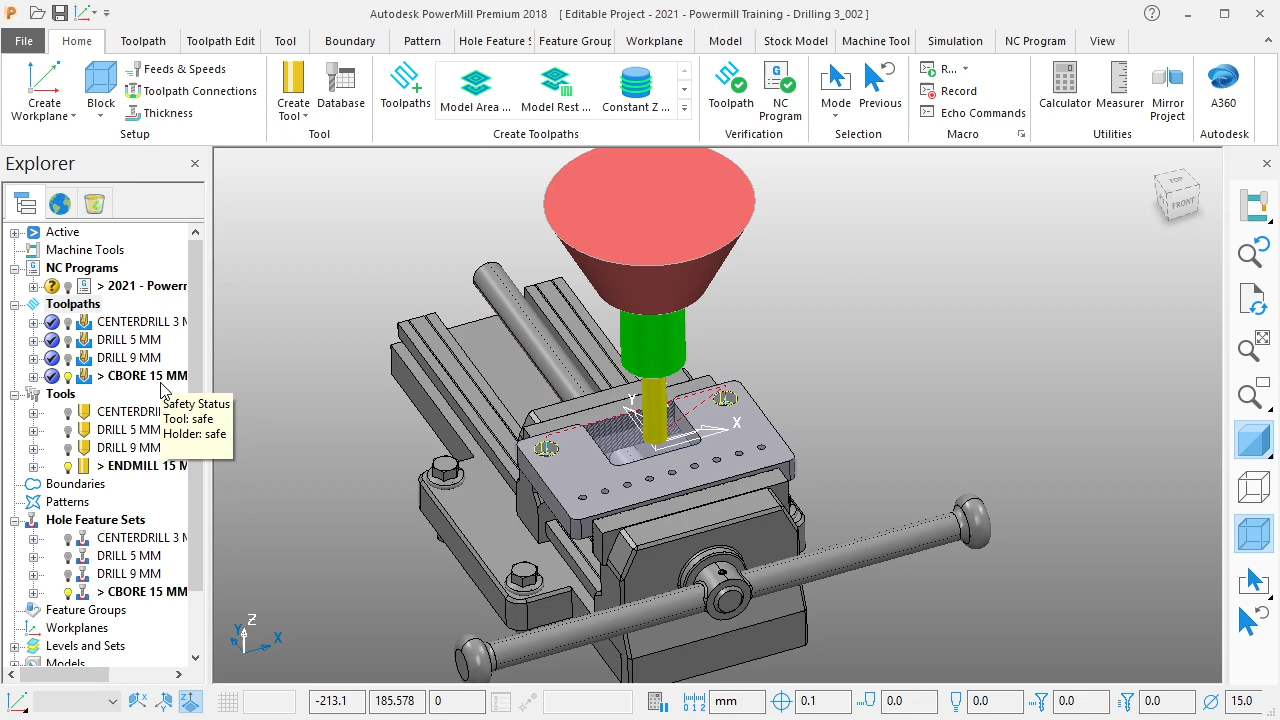 Autodesk PowerMill Premium 2018 [ Editable Project - 2021 - Powermill Training - Drilling 3_002 ]
File Home Toolpath Toolpath Edit Tool Boundary Pattern Hole Feature S Feature Group Workplane Model Stock Model Machine Tool Simulation NC Program View
Create Workplane
Block
Feeds & Speeds
Toolpath Connections
Thickness
Setup
Create Tool
Database
Tool
Toolpaths
Model Area ...
Model Rest ...
Constant Z ...
Create Toolpaths
Toolpath
NC Program
Verification
Mode
Previous
Selection
R...
Record
Echo Commands
Macro
Calculator
Measurer
Mirror Project
Utilities
A360
Autodesk
Explorer
Active
Machine Tools
NC Programs
> 2021 - Powerr
Toolpaths
CENTERDRILL 3 M
DRILL 5 MM
DRILL 9 MM
> CBORE 15 MM
Tools
CENTERDRI
DRILL 5 MM
DRILL 9 MM
> ENDMILL 15 M
Safety Status
Tool: safe
Holder: safe
Boundaries
Patterns
Hole Feature Sets
CENTERDRILL 3 M
DRILL 5 MM
DRILL 9 MM
> CBORE 15 MM
Feature Groups
Workplanes
Levels and Sets
Models
TOP
FRONT
Y
X
Z
Y
X
-213.1 185.578 0 mm 0.1 0.0 0.0 0.0 0.0 15.0